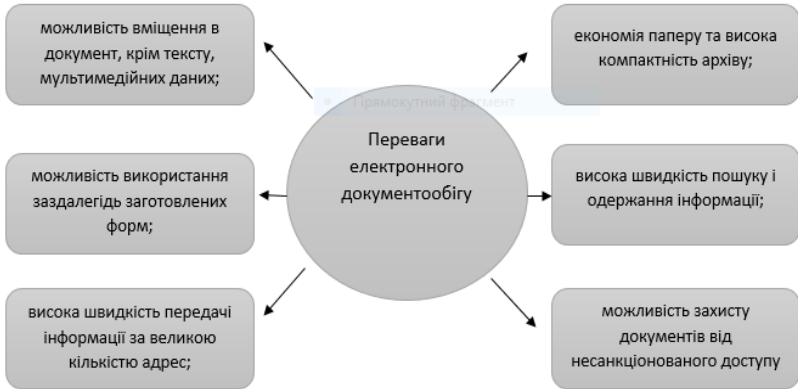 можливість вміщення в
документ, крім тексту,
мультимедійних даних;
економія паперу та висока
компактність архіву;
Прямокутний фрагмент
Переваги
електронного
документообігу
можливість використання
заздалегідь заготовлених
форм;
висока швидкість пошуку і
одержання інформації;
висока швидкість передачі
інформації за великою
кількістю адрес;
можливість захисту
документів від
несанкціонованого доступу